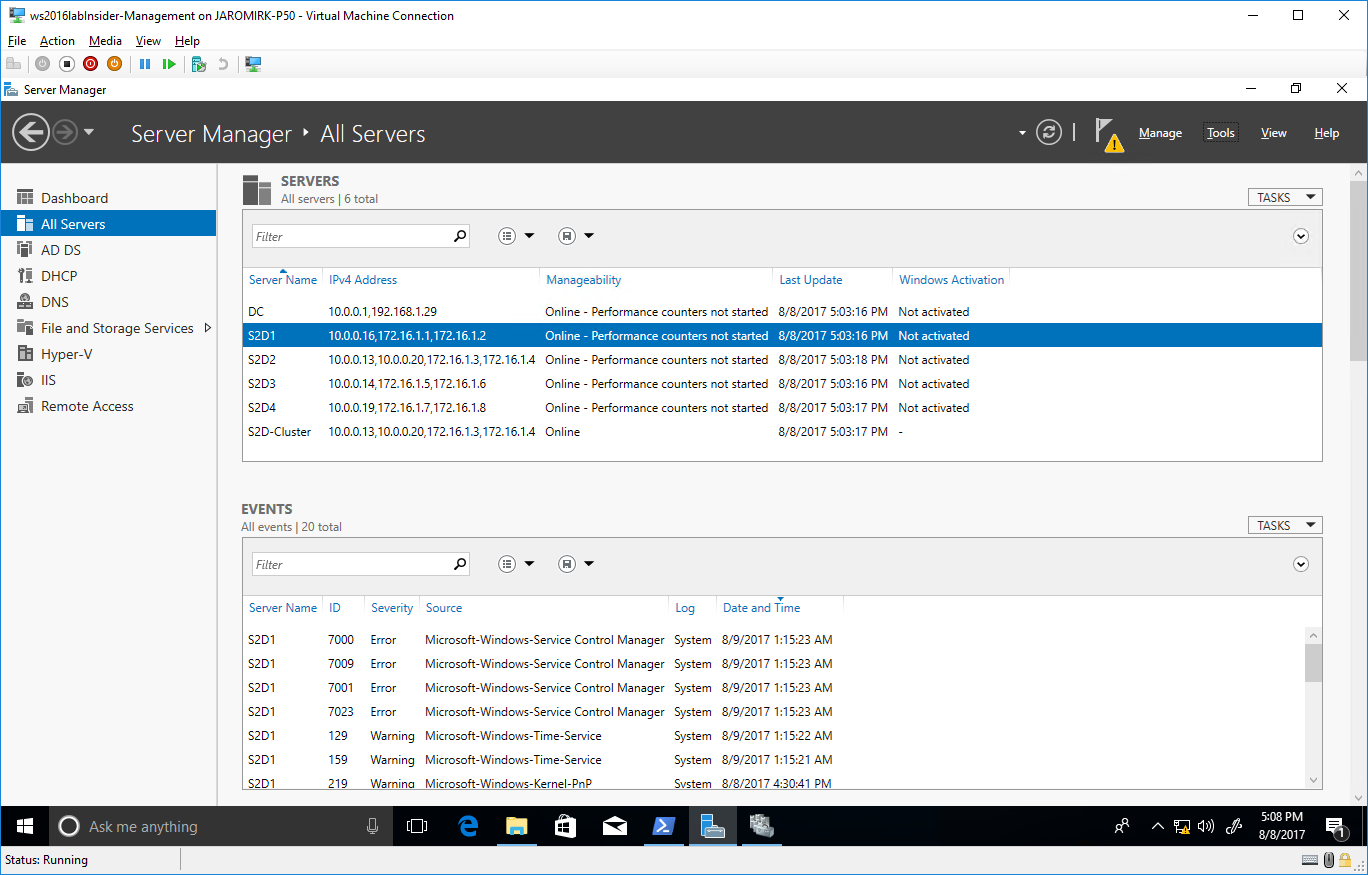 ws2016labInsider-Management on JAROMIRK-P50 - Virtual Machine Connection
File Action Media View Help
Server Manager
Server Manager All Servers
Manage Tools View Help
Dashboard
All Servers
AD DS
DHCP
DNS
File and Storage Services
Hyper-V
IIS
Remote Access
SERVERS
All servers | 6 total
TASKS
Filter
Server Name IPv4 Address Manageability Last Update Windows Activation
DC 10.0.0.1,192.168.1.29 Online - Performance counters not started 8/8/2017 5:03:16 PM Not activated
S2D1 10.0.0.16,172.16.1.1,172.16.1.2 Online - Performance counters not started 8/8/2017 5:03:16 PM Not activated
S2D2 10.0.0.13,10.0.0.20,172.16.1.3,172.16.1.4 Online - Performance counters not started 8/8/2017 5:03:18 PM Not activated
S2D3 10.0.0.14,172.16.1.5,172.16.1.6 Online - Performance counters not started 8/8/2017 5:03:16 PM Not activated
S2D4 10.0.0.19,172.16.1.7,172.16.1.8 Online - Performance counters not started 8/8/2017 5:03:17 PM Not activated
S2D-Cluster 10.0.0.13,10.0.0.20,172.16.1.3,172.16.1.4 Online 8/8/2017 5:03:17 PM -
EVENTS
All events | 20 total
TASKS
Filter
Server Name ID Severity Source Log Date and Time
S2D1 7000 Error Microsoft-Windows-Service Control Manager System 8/9/2017 1:15:23 AM
S2D1 7009 Error Microsoft-Windows-Service Control Manager System 8/9/2017 1:15:23 AM
S2D1 7001 Error Microsoft-Windows-Service Control Manager System 8/9/2017 1:15:23 AM
S2D1 7023 Error Microsoft-Windows-Service Control Manager System 8/9/2017 1:15:23 AM
S2D1 129 Warning Microsoft-Windows-Time-Service System 8/9/2017 1:15:22 AM
S2D1 159 Warning Microsoft-Windows-Time-Service System 8/9/2017 1:15:21 AM
S2D1 219 Warning Microsoft-Windows-Kernel-PnP System 8/8/2017 4:30:41 PM
Ask me anything
5:08 PM
8/8/2017
1
Status: Running